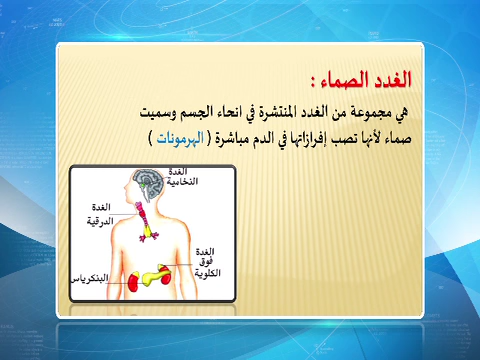 الغدد الصماء :
هي مجموعة من الغدد المنتشرة في انحاء الجسم وسميت
صماء لأنها تصب إفرازاتها في الدم مباشرة ( الهرمونات )
الغدة
النخامية
الغدة
الدرقية
الغدة
فوق
الكلوية
البنكرياس